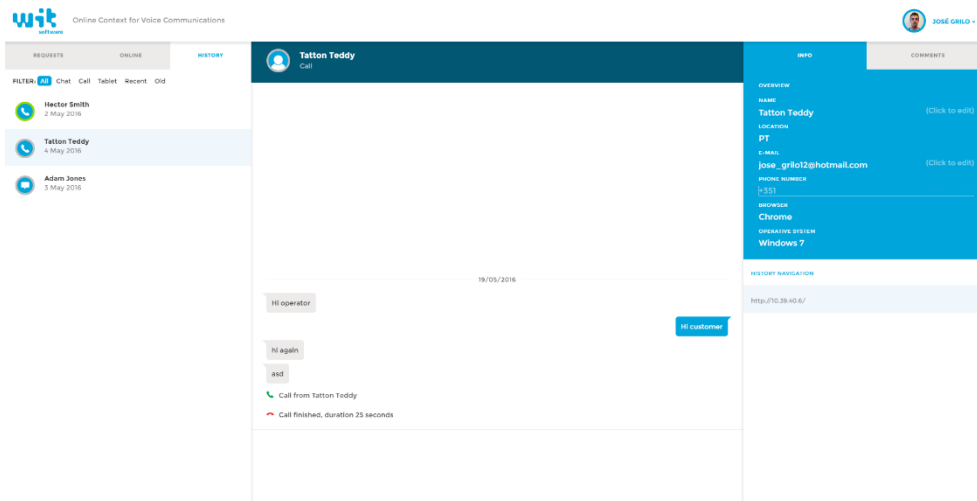 wit
software
Online Context for Voice Communications
JOSÉ GRILO
REQUESTS
ONLINE
HISTORY
FILTER: All Chat Call Tablet Recent Old
Hector Smith
2 May 2016
Tatton Teddy
4 May 2016
Adam Jones
3 May 2016
Tatton Teddy
Call
19/05/2016
Hi operator
Hi customer
hi again
asd
Call from Tatton Teddy
Call finished, duration 25 seconds
INFO
COMMENTS
OVERVIEW
NAME
Tatton Teddy (Click to edit)
LOCATION
PT
E-MAIL
jose_grilo12@hotmail.com (Click to edit)
PHONE NUMBER
+351
BROWSER
Chrome
OPERATIVE SYSTEM
Windows 7
HISTORY NAVIGATION
http://10.39.40.6/